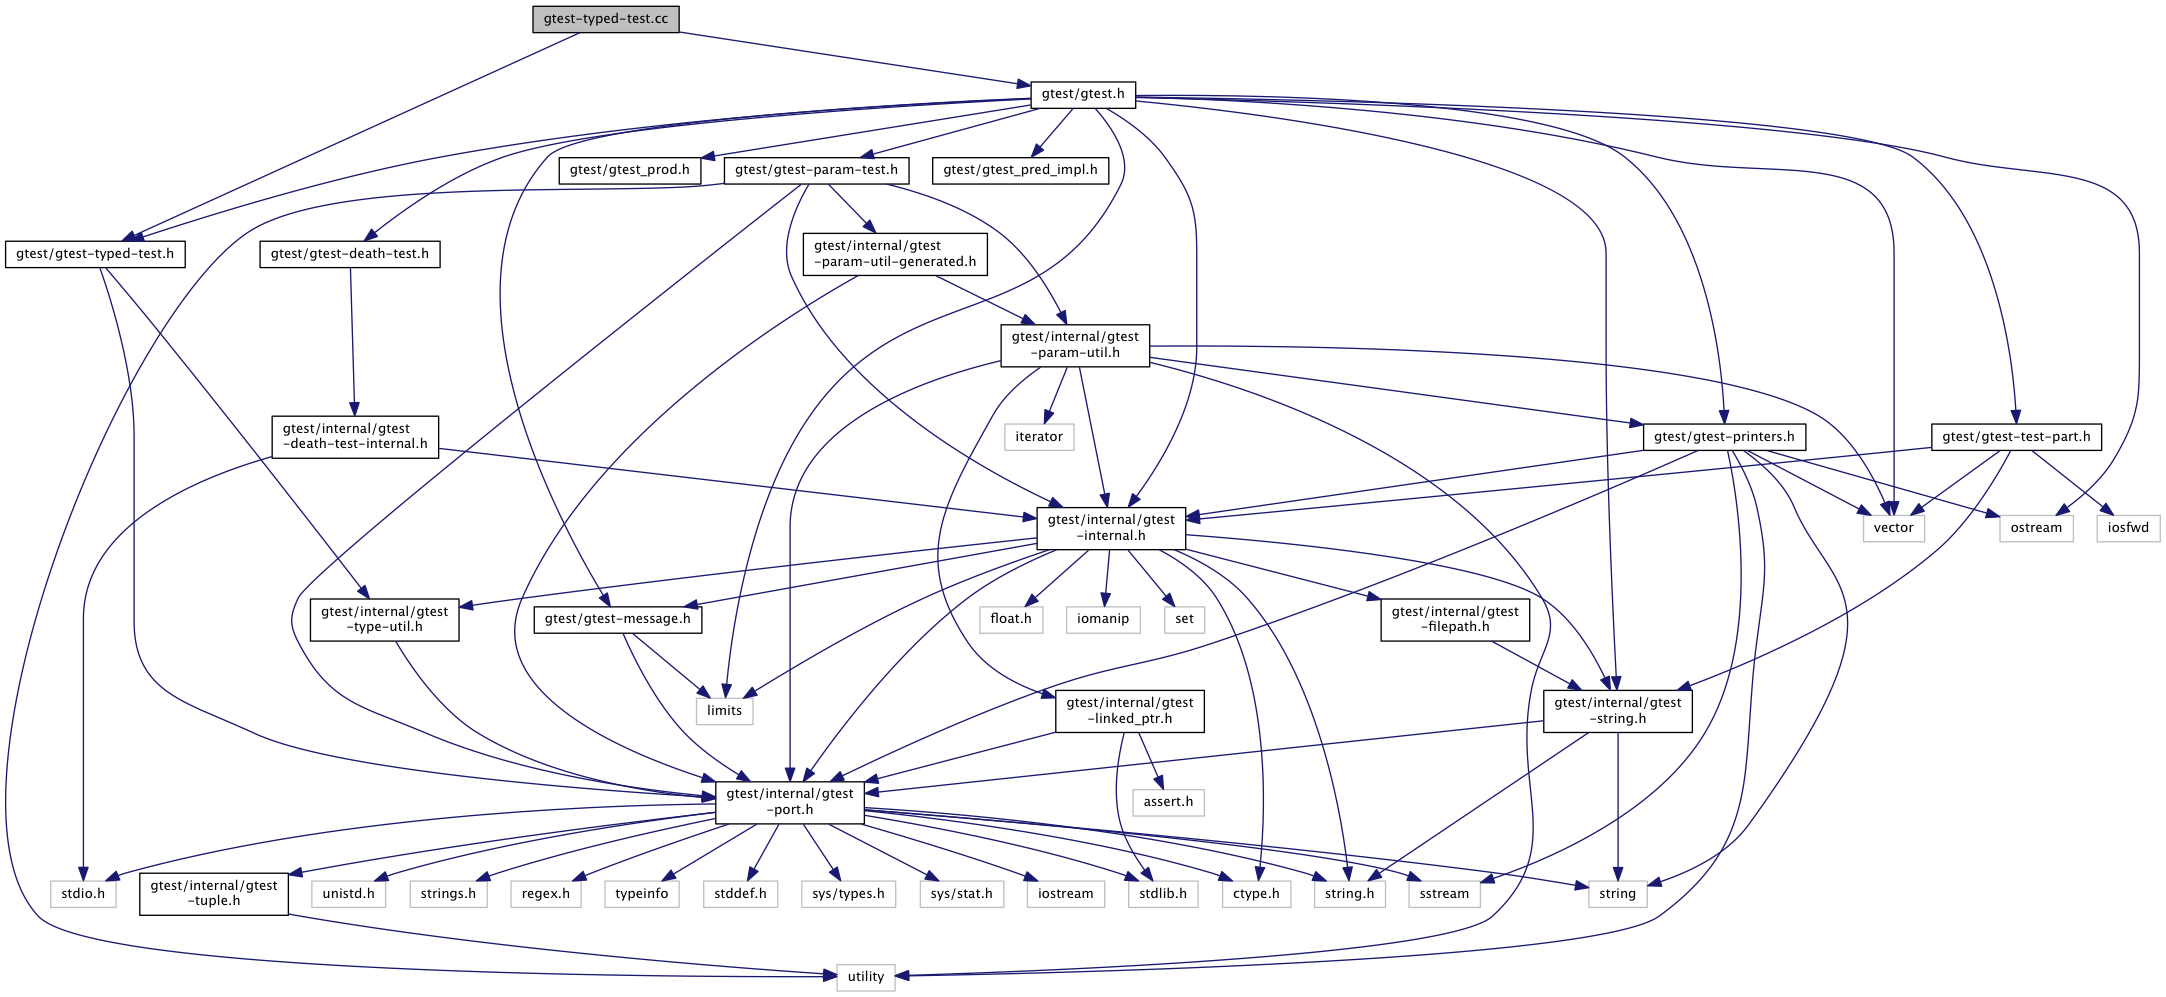 gtest-typed-test.cc
gtest/gtest.h
gtest/gtest_prod.h
gtest/gtest-param-test.h
gtest/gtest_pred_impl.h
gtest/gtest-typed-test.h
gtest/gtest-death-test.h
gtest/internal/gtest
-param-util-generated.h
gtest/internal/gtest
-param-util.h
gtest/internal/gtest
-death-test-internal.h
iterator
gtest/gtest-printers.h
gtest/gtest-test-part.h
gtest/internal/gtest
-internal.h
vector
ostream
iosfwd
gtest/internal/gtest
-type-util.h
gtest/gtest-message.h
float.h
iomanip
set
gtest/internal/gtest
-filepath.h
limits
gtest/internal/gtest
-linked_ptr.h
gtest/internal/gtest
-string.h
gtest/internal/gtest
-port.h
assert.h
stdio.h
gtest/internal/gtest
-tuple.h
unistd.h
strings.h
regex.h
typeinfo
stddef.h
sys/types.h
sys/stat.h
iostream
stdlib.h
ctype.h
string.h
sstream
string
utility